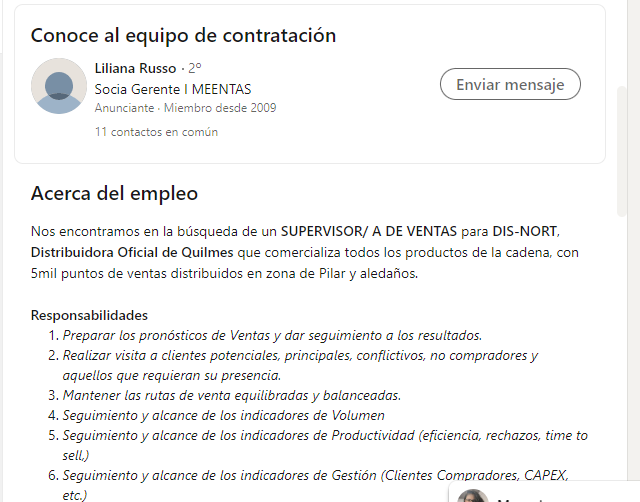 Conoce al equipo de contratación
Liliana Russo · 2º
Socia Gerente I MEENTAS
Anunciante · Miembro desde 2009
11 contactos en común
Enviar mensaje
Acerca del empleo
Nos encontramos en la búsqueda de un SUPERVISOR/ A DE VENTAS para DIS-NORT,
Distribuidora Oficial de Quilmes que comercializa todos los productos de la cadena, con
5mil puntos de ventas distribuidos en zona de Pilar y aledaños.
Responsabilidades
1. Preparar los pronósticos de Ventas y dar seguimiento a los resultados.
2. Realizar visita a clientes potenciales, principales, conflictivos, no compradores y
aquellos que requieran su presencia.
3. Mantener las rutas de venta equilibradas y balanceadas.
4. Seguimiento y alcance de los indicadores de Volumen
5. Seguimiento y alcance de los indicadores de Productividad (eficiencia, rechazos, time to
sell,)
6. Seguimiento y alcance de los indicadores de Gestión (Clientes Compradores, CAPEX,
etc.)